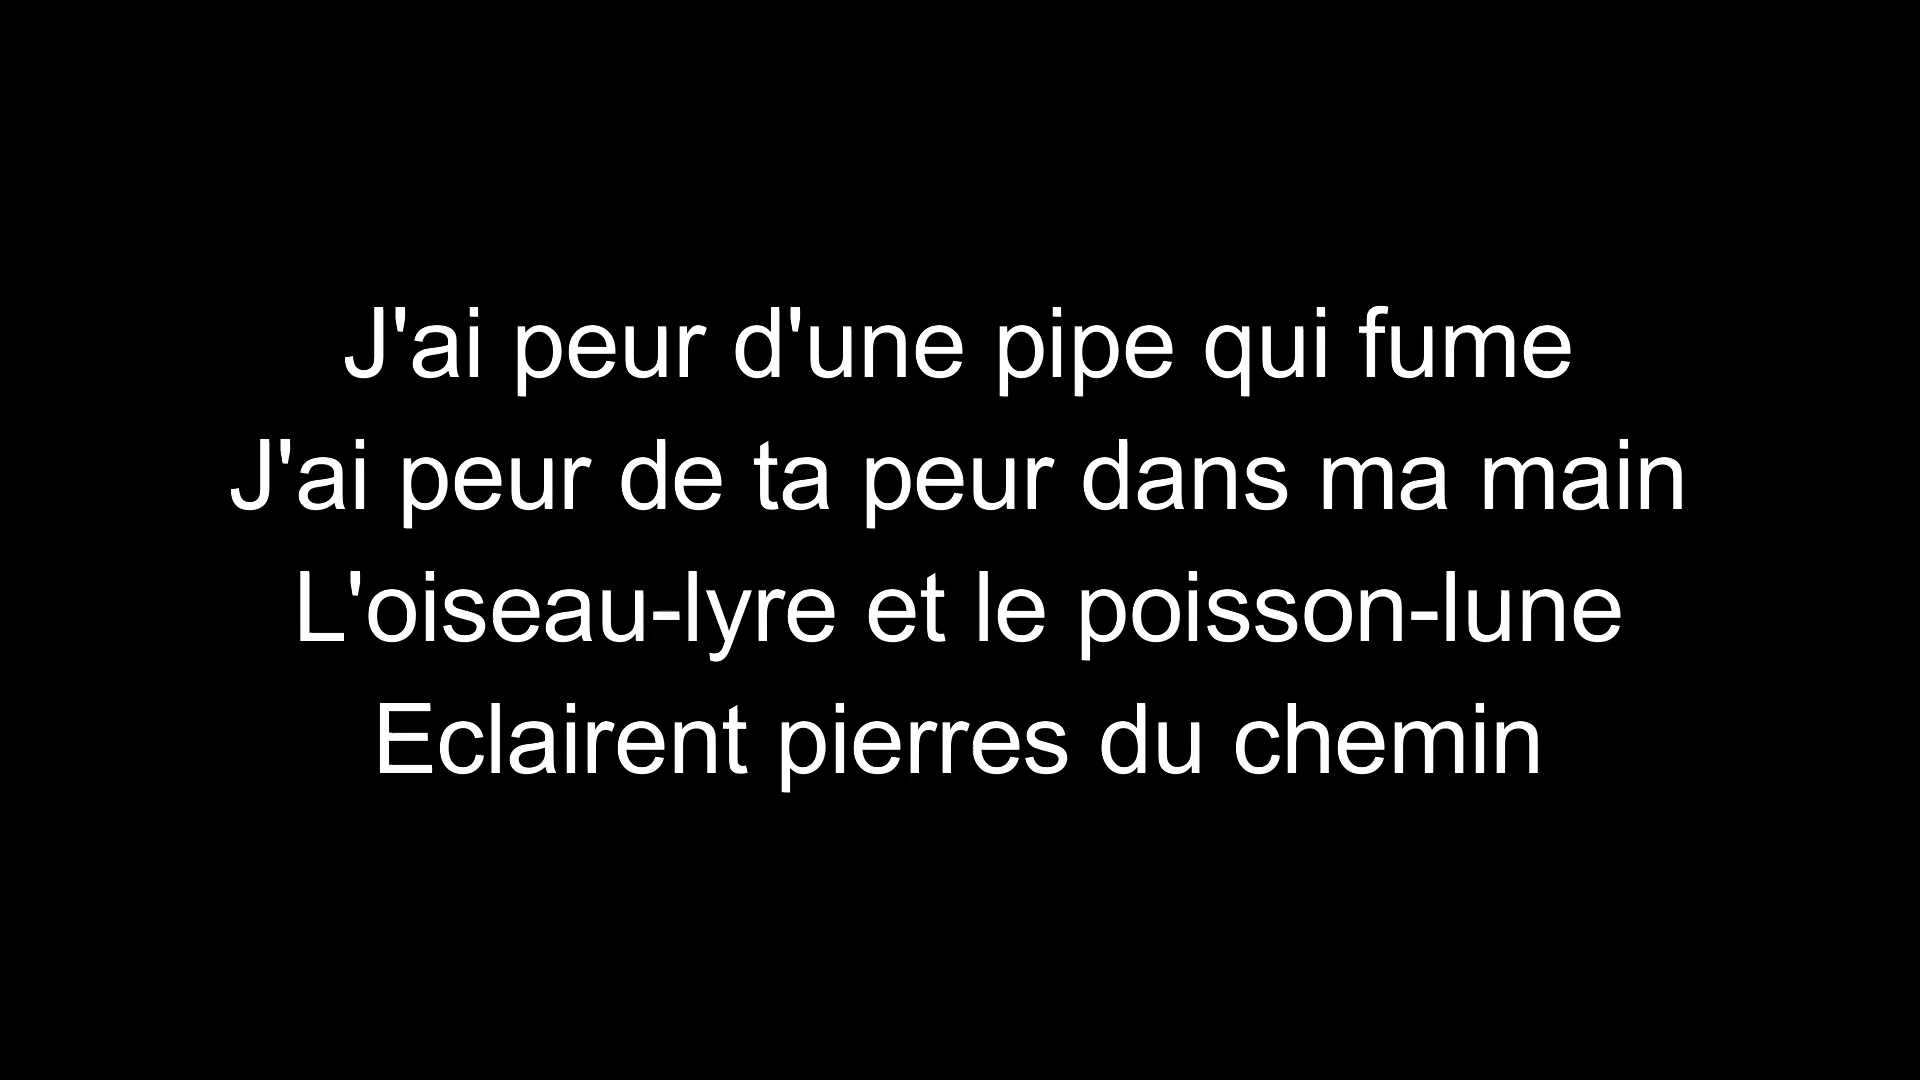 J'ai peur d'une pipe qui fume
J'ai peur de ta peur dans ma main
L'oiseau-lyre et le poisson-lune
Eclairent pierres du chemin